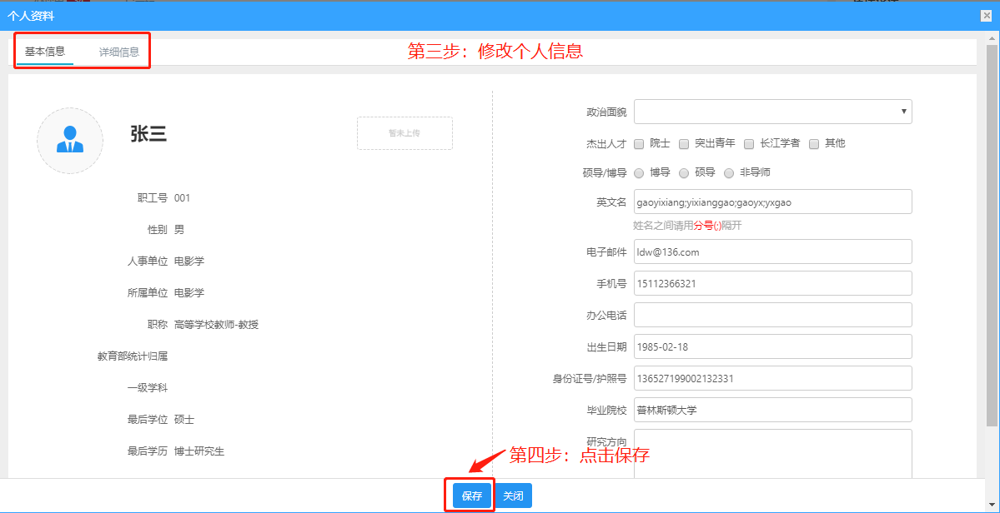 个人资料
基本信息 详细信息
第三步：修改个人信息
张三
暂未上传
职工号 001
性别 男
人事单位 电影学
所属单位 电影学
职称 高等学校教师-教授
教育部统计归属
一级学科
最后学位 硕士
最后学历 博士研究生
政治面貌
杰出人才 院士 突出青年 长江学者 其他
硕导/博导 博导 硕导 非导师
英文名 gaoyixiang;yixianggao;gaoyx;yxgao
姓名之间请用分号(;)隔开
电子邮件 ldw@136.com
手机号 15112366321
办公电话
出生日期 1985-02-18
身份证号/护照号 136527199002132331
毕业院校 普林斯顿大学
研究方向
第四步：点击保存
保存 关闭